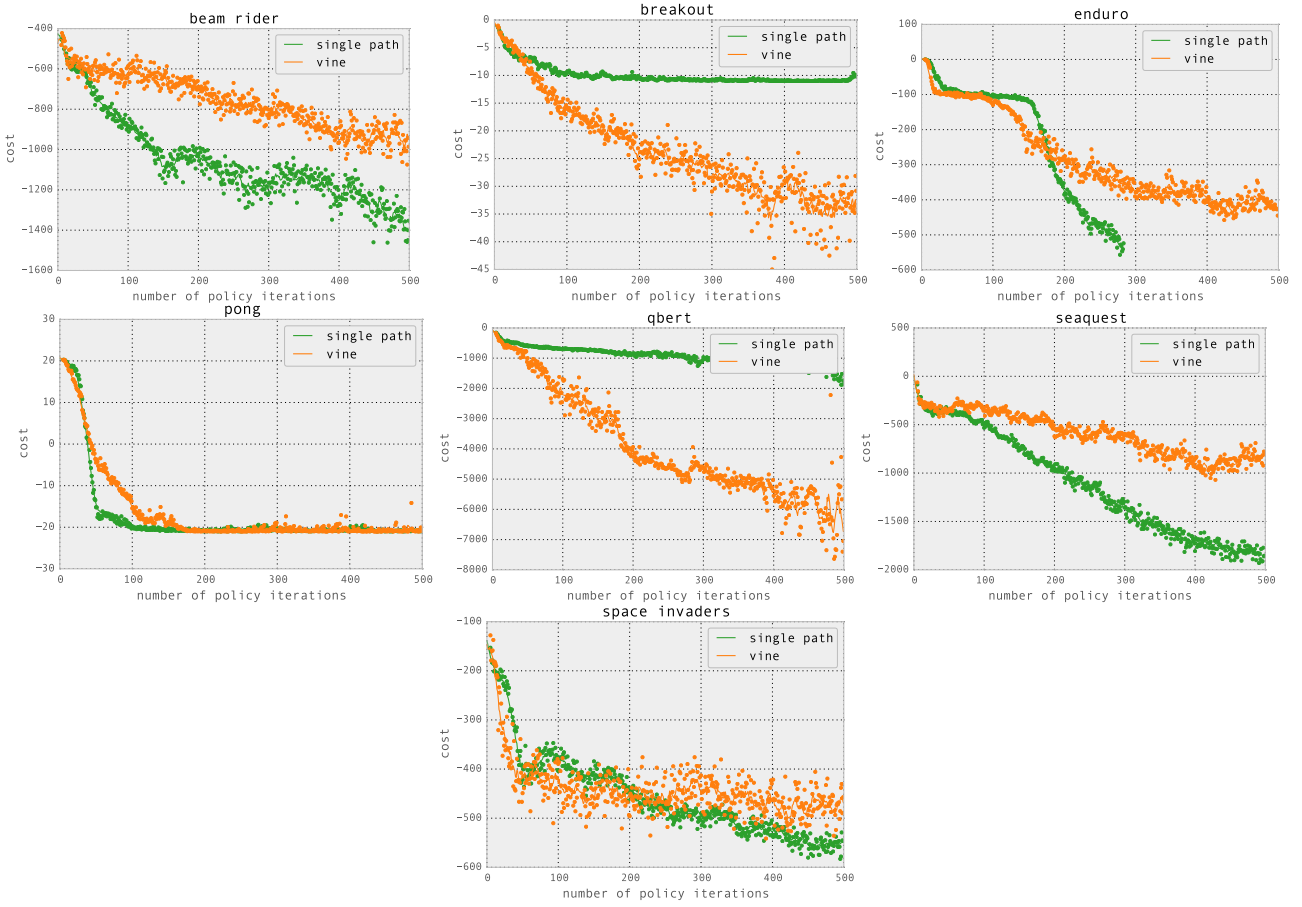 beam rider
−400
−600
−800
−1000
−1200
−1400
−1600
cost
single path
vine
0 100 200 300 400 500
number of policy iterations
breakout
0
−5
−10
−15
−20
−25
−30
−35
−40
−45
cost
single path
vine
0 100 200 300 400 500
number of policy iterations
enduro
100
0
−100
−200
−300
−400
−500
−600
cost
single path
vine
0 100 200 300 400 500
number of policy iterations
pong
30
20
10
0
−10
−20
−30
cost
single path
vine
0 100 200 300 400 500
number of policy iterations
qbert
0
−1000
−2000
−3000
−4000
−5000
−6000
−7000
−8000
cost
single path
vine
0 100 200 300 400 500
number of policy iterations
seaquest
500
0
−500
−1000
−1500
−2000
cost
single path
vine
0 100 200 300 400 500
number of policy iterations
space invaders
−100
−200
−300
−400
−500
−600
cost
single path
vine
0 100 200 300 400 500
number of policy iterations